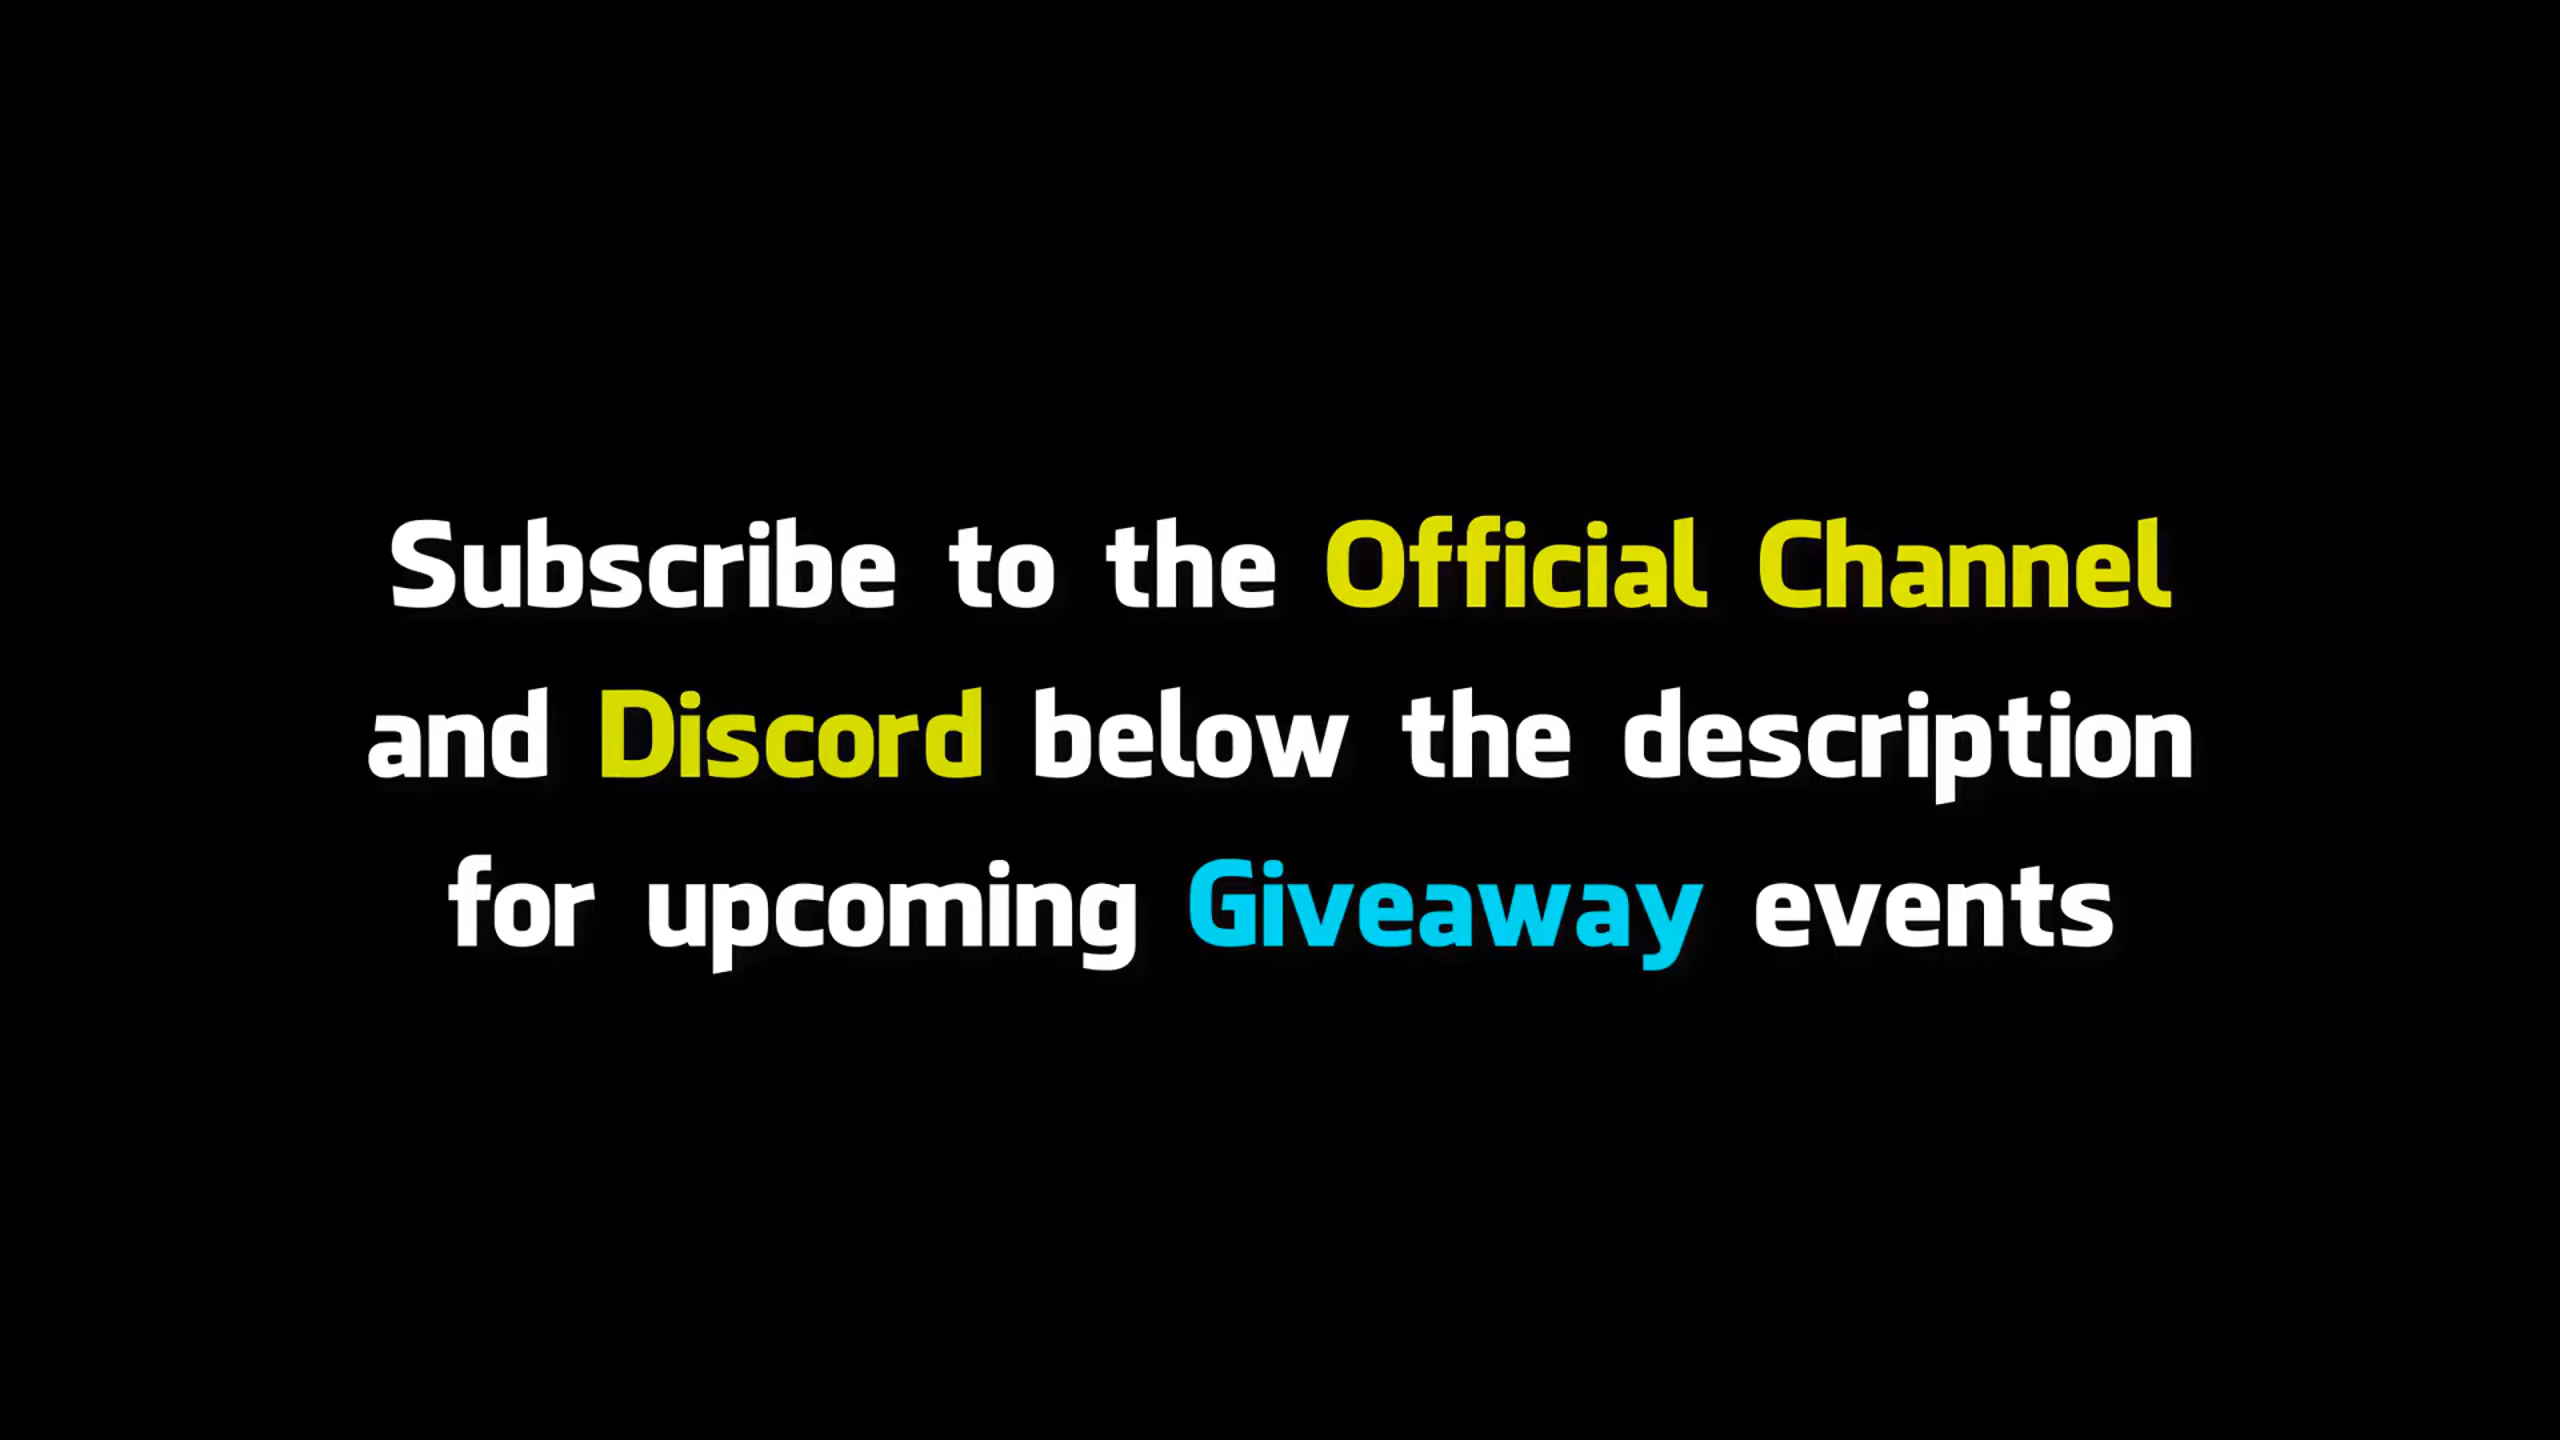 Subscribe to the Official Channel
and Discord below the description
for upcoming Giveaway events